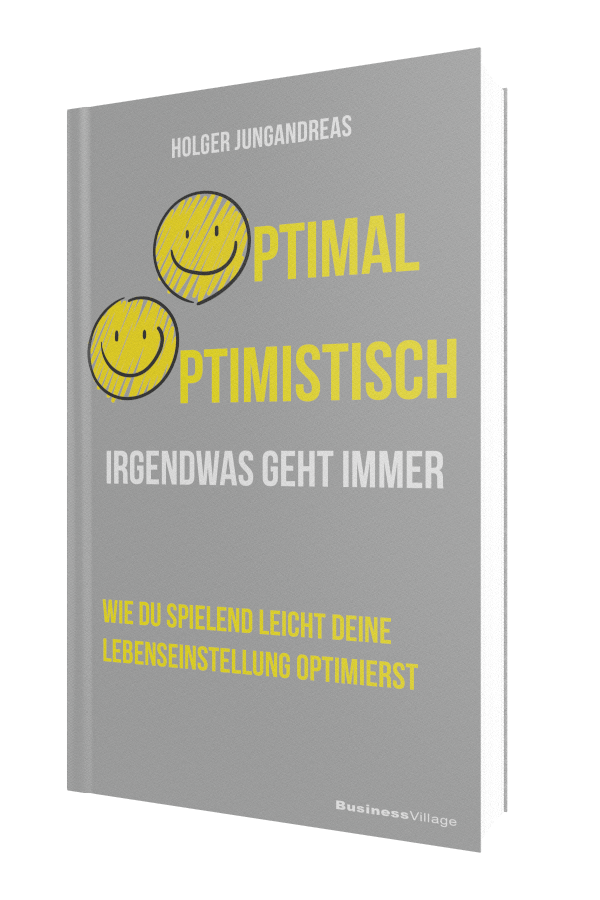 HOLGER JUNGANDREAS
OPTIMAL
OPTIMISTISCH
IRGENDWAS GEHT IMMER
WIE DU SPIELEND LEICHT DEINE
LEBENSEINSTELLUNG OPTIMIERST
BusinessVillage